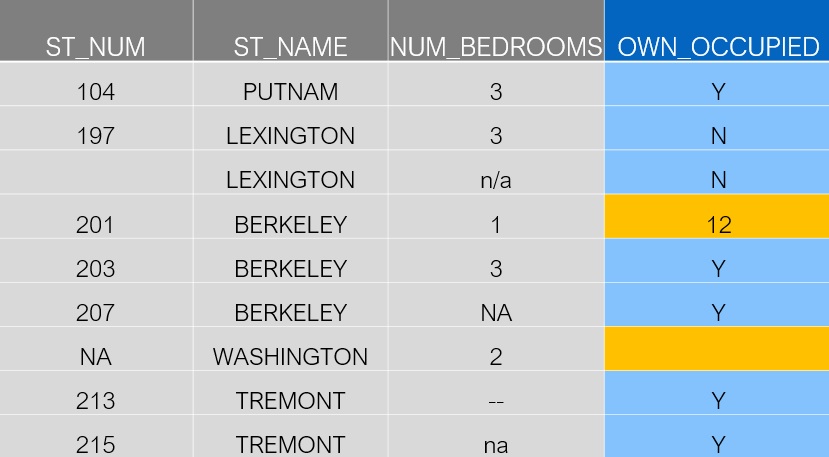 ST_NUM ST_NAME NUM_BEDROOMS OWN_OCCUPIED
104 PUTNAM 3 Y
197 LEXINGTON 3 N
LEXINGTON n/a N
201 BERKELEY 1 12
203 BERKELEY 3 Y
207 BERKELEY NA Y
NA WASHINGTON 2
213 TREMONT -- Y
215 TREMONT na Y